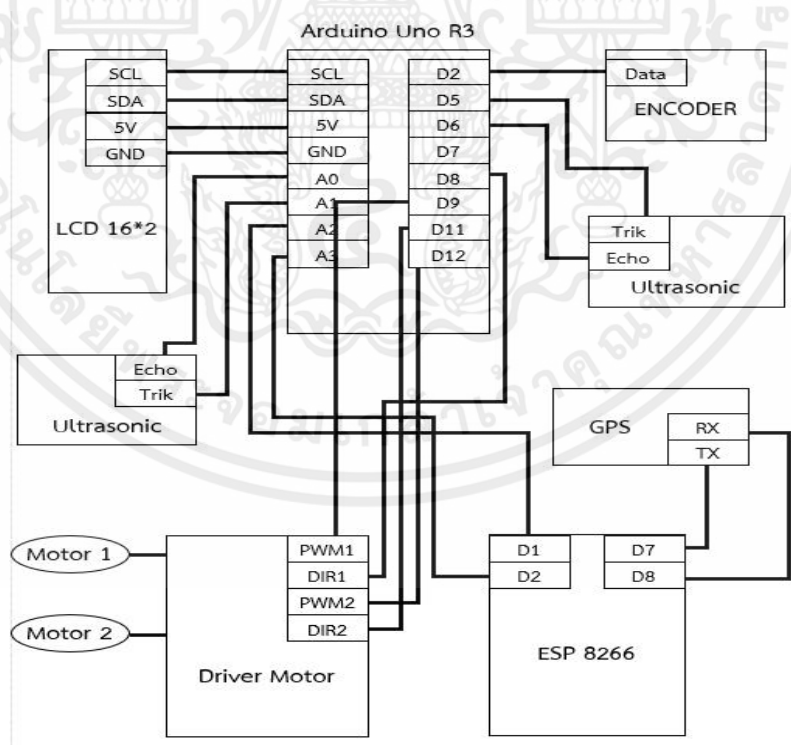 Arduino Uno R3
SCL
SDA
5V
GND
LCD 16*2
SCL
SDA
5V
GND
A0
A1
A2
A3
D2
D5
D6
D7
D8
D9
D11
D12
Data
ENCODER
Trik
Echo
Ultrasonic
Echo
Trik
Ultrasonic
GPS
RX
TX
Motor 1
Motor 2
PWM1
DIR1
PWM2
DIR2
Driver Motor
D1
D2
D7
D8
ESP 8266